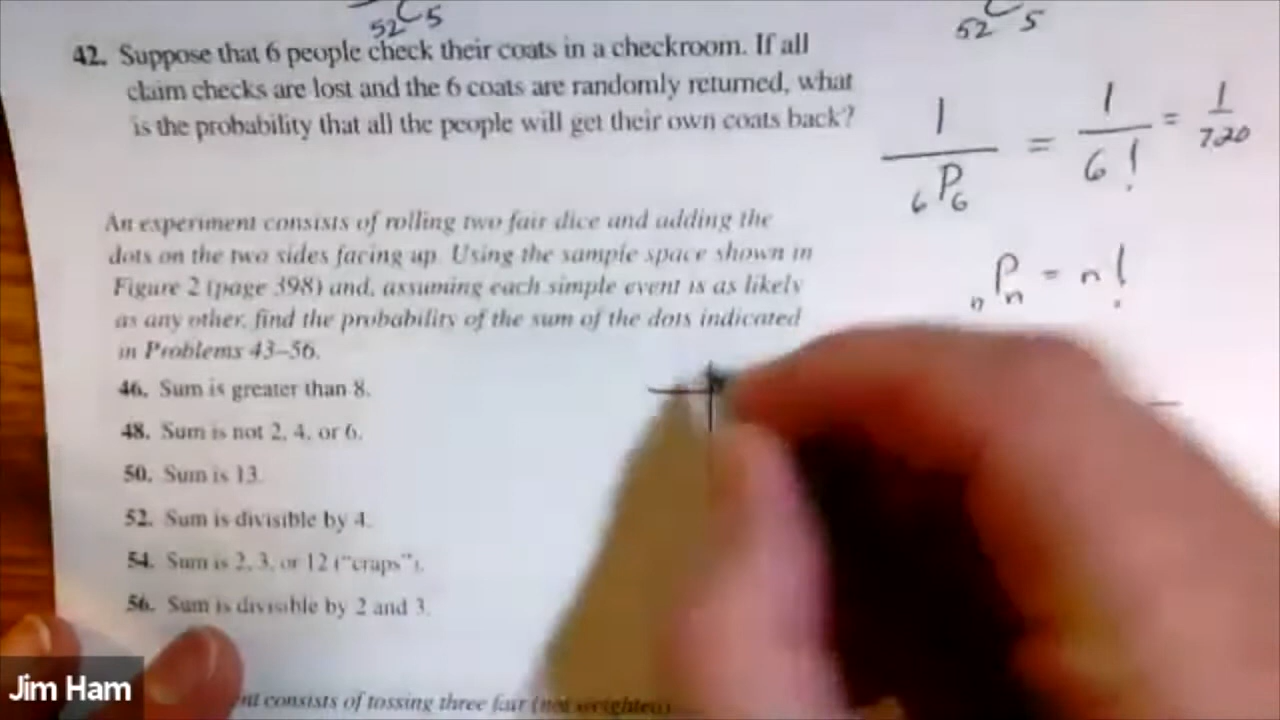 52C5
52C5
42. Suppose that 6 people check their coats in a checkroom. If all
claim checks are lost and the 6 coats are randomly returned, what
is the probability that all the people will get their own coats back?
1 / 6P6 = 1 / 6! = 1 / 720
nPn = n!
An experiment consists of rolling two fair dice and adding the
dots on the two sides facing up. Using the sample space shown in
Figure 2 (page 398) and, assuming each simple event is as likely
as any other, find the probability of the sum of the dots indicated
in Problems 43–56.
46. Sum is greater than 8.
48. Sum is not 2, 4, or 6.
50. Sum is 13.
52. Sum is divisible by 4.
54. Sum is 2, 3, or 12 ("craps").
56. Sum is divisible by 2 and 3.
nt consists of tossing three fair (not weighted)
Jim Ham